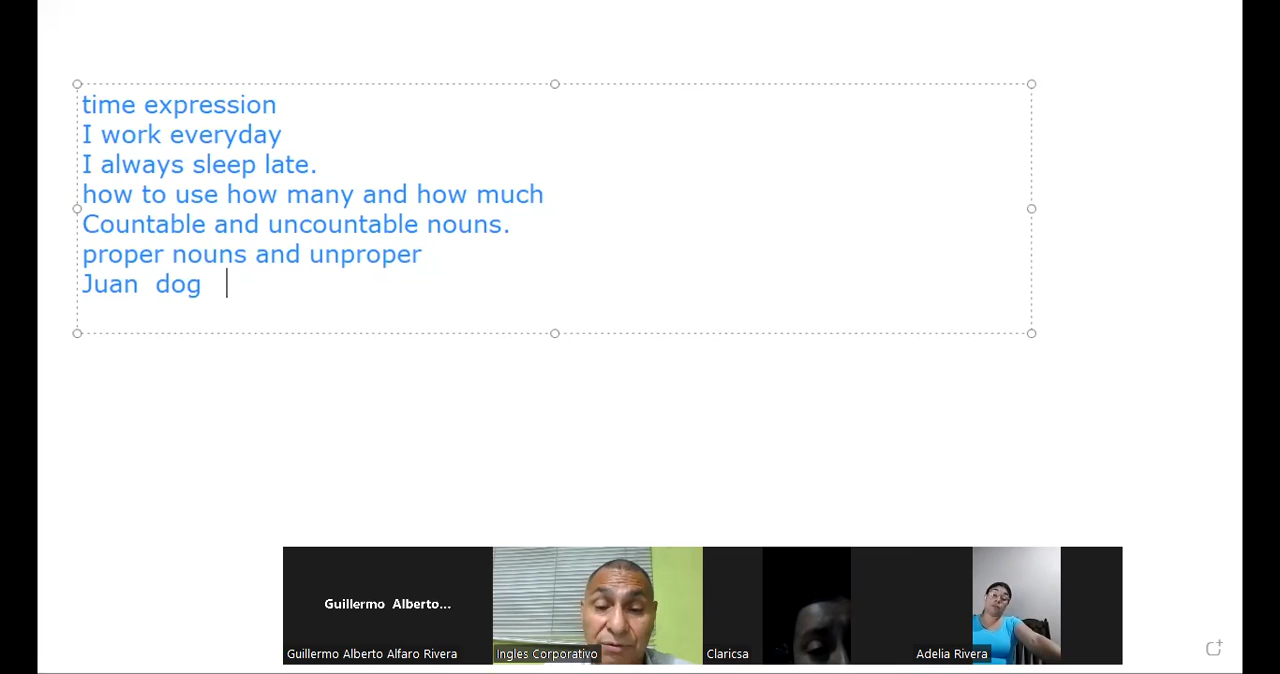 time expression
I work everyday
I always sleep late.
how to use how many and how much
Countable and uncountable nouns.
proper nouns and unproper
Juan  dog
Guillermo  Alberto...
Guillermo Alberto Alfaro Rivera
Ingles Corporativo
Claricsa
Adelia Rivera